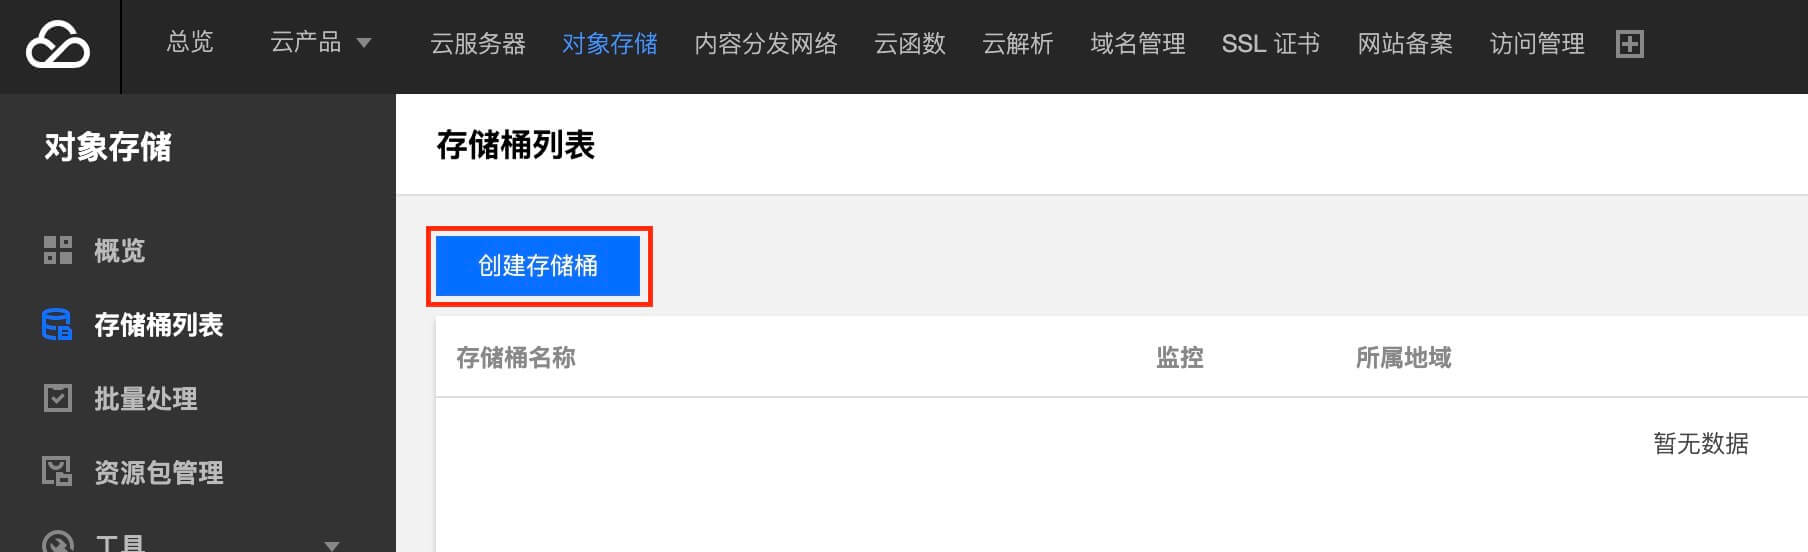 总览 云产品 云服务器 对象存储 内容分发网络 云函数 云解析 域名管理 SSL 证书 网站备案 访问管理
对象存储
概览
存储桶列表
批量处理
资源包管理
工具
存储桶列表
创建存储桶
存储桶名称 监控 所属地域
暂无数据